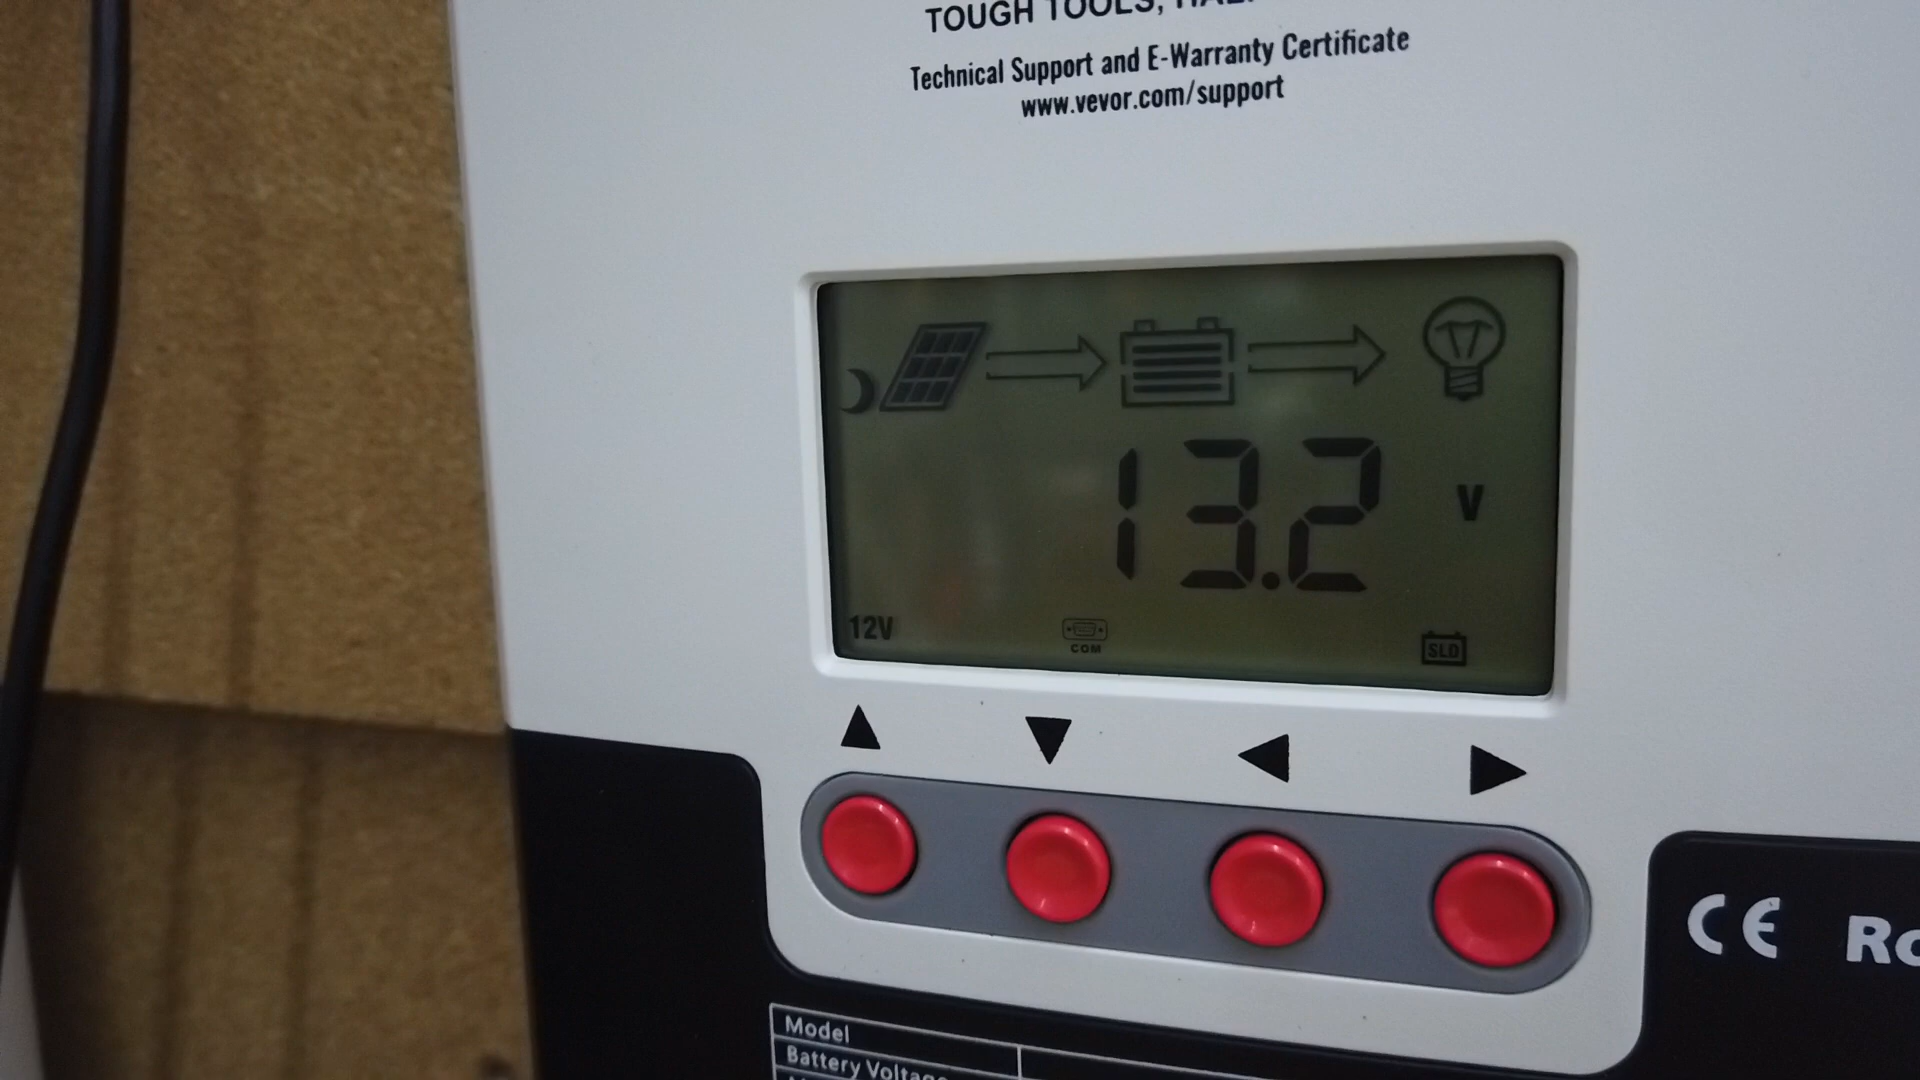 TOUGH TOOLS,
Technical Support and E-Warranty Certificate
www.vevor.com/support
13.2 V
12V
COM
SLD
CE
Model
Battery Voltage